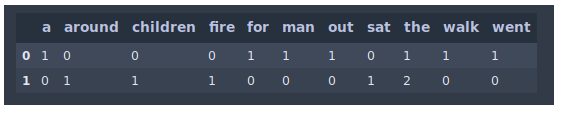 a around children fire for man out sat the walk went
0 1 0 0 0 1 1 1 0 1 1 1
1 0 1 1 1 0 0 0 1 2 0 0